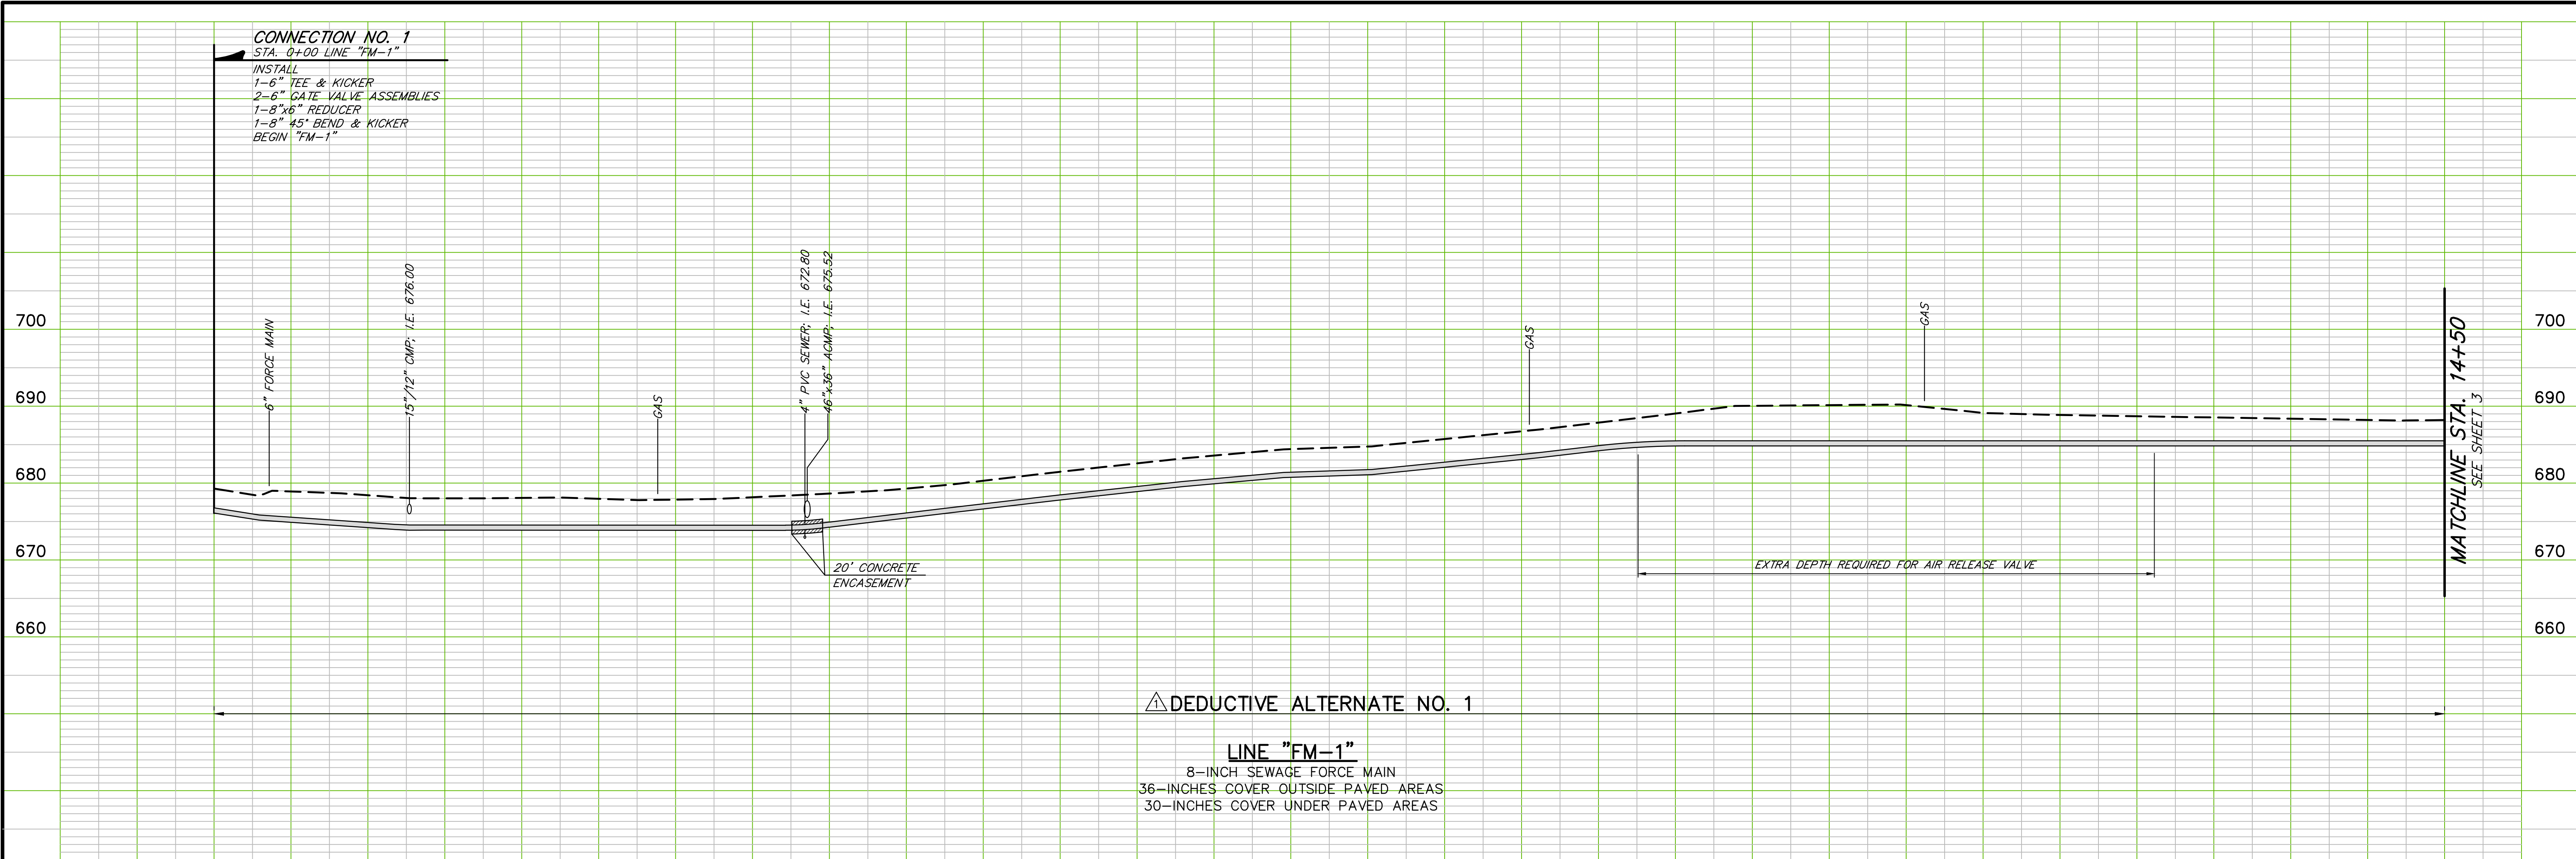 CONNECTION NO. 1
STA. 0+00 LINE "FM-1"
INSTALL
1-6" TEE & KICKER
2-6" GATE VALVE ASSEMBLIES
1-8"x6" REDUCER
1-8" 45° BEND & KICKER
BEGIN "FM-1"
6" FORCE MAIN
15"/12" CMP; I.E. 676.00
GAS
4" PVC SEWER; I.E. 672.80
46"x36" ACMP; I.E. 675.52
GAS
GAS
700
690
680
670
660
700
690
680
670
660
MATCHLINE STA. 14+50
SEE SHEET 3
20' CONCRETE
ENCASEMENT
EXTRA DEPTH REQUIRED FOR AIR RELEASE VALVE
1 DEDUCTIVE ALTERNATE NO. 1
LINE "FM-1"
8-INCH SEWAGE FORCE MAIN
36-INCHES COVER OUTSIDE PAVED AREAS
30-INCHES COVER UNDER PAVED AREAS